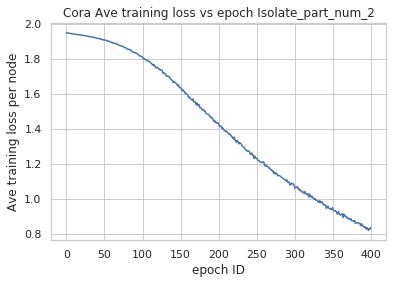 Cora Ave training loss vs epoch Isolate_part_num_2
Ave training loss per node
2.0
1.8
1.6
1.4
1.2
1.0
0.8
0 50 100 150 200 250 300 350 400
epoch ID